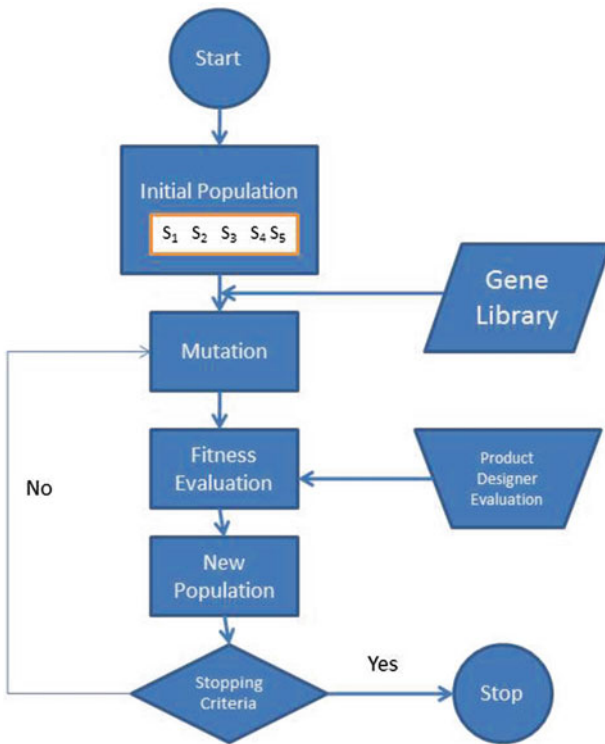 Start
Initial Population
S₁ S₂ S₃ S₄ S₅
Gene
Library
Mutation
Fitness
Evaluation
Product
Designer
Evaluation
No
New
Population
Stopping
Criteria
Yes
Stop